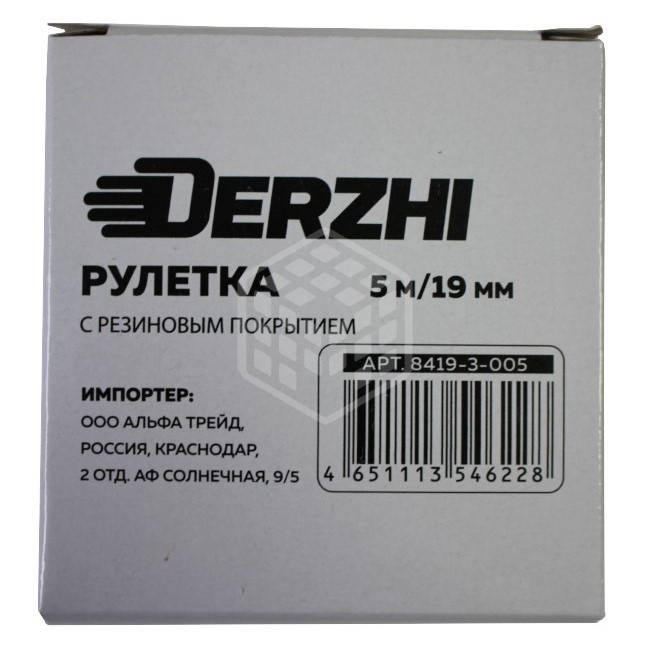 DERZHI
РУЛЕТКА 5 м/19 мм
С РЕЗИНОВЫМ ПОКРЫТИЕМ
АРТ. 8419-3-005
ИМПОРТЕР:
ООО АЛЬФА ТРЕЙД,
РОССИЯ, КРАСНОДАР,
2 ОТД. АФ СОЛНЕЧНАЯ, 9/5
4 651113 546228